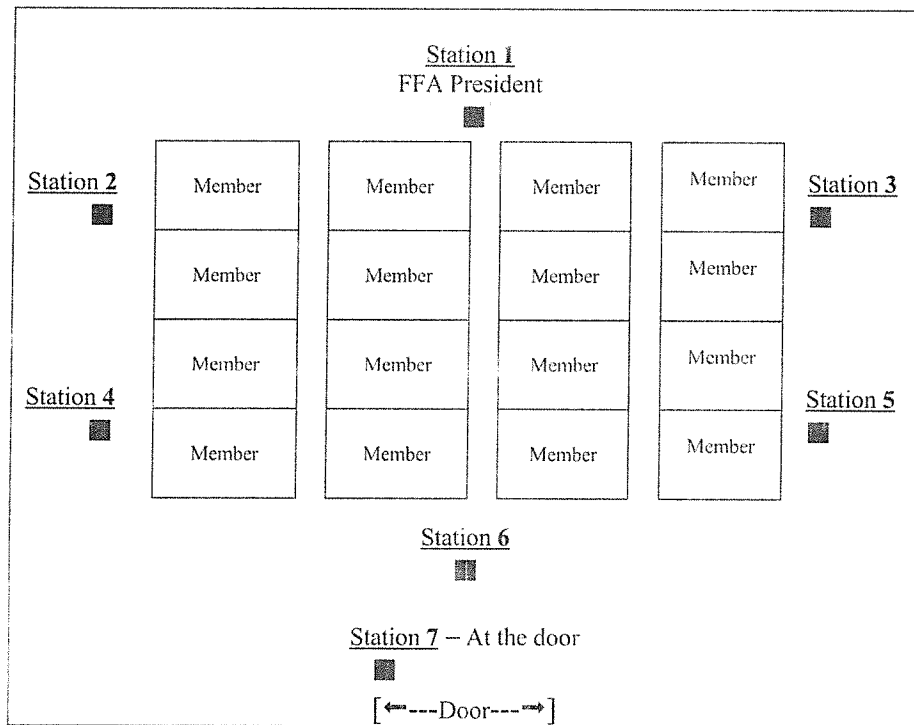 Station 1
FFA President
Station 2
Member Member Member Member
Station 3
Member Member Member Member
Member Member Member Member
Station 4
Station 5
Member Member Member Member
Station 6
Station 7 – At the door
[←---Door---→]